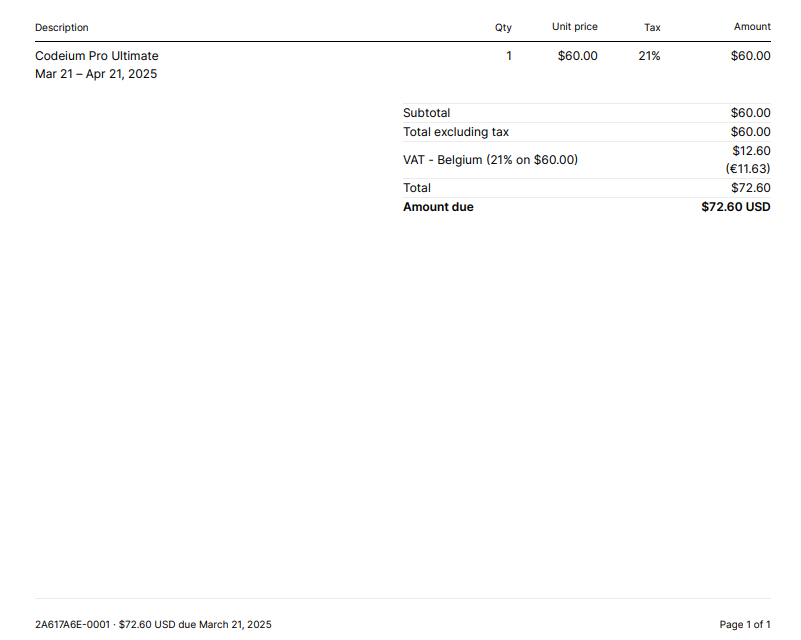 Description Qty Unit price Tax Amount
Codeium Pro Ultimate 1 $60.00 21% $60.00
Mar 21 – Apr 21, 2025
Subtotal $60.00
Total excluding tax $60.00
VAT - Belgium (21% on $60.00) $12.60
(€11.63)
Total $72.60
Amount due $72.60 USD
2A617A6E-0001 · $72.60 USD due March 21, 2025 Page 1 of 1